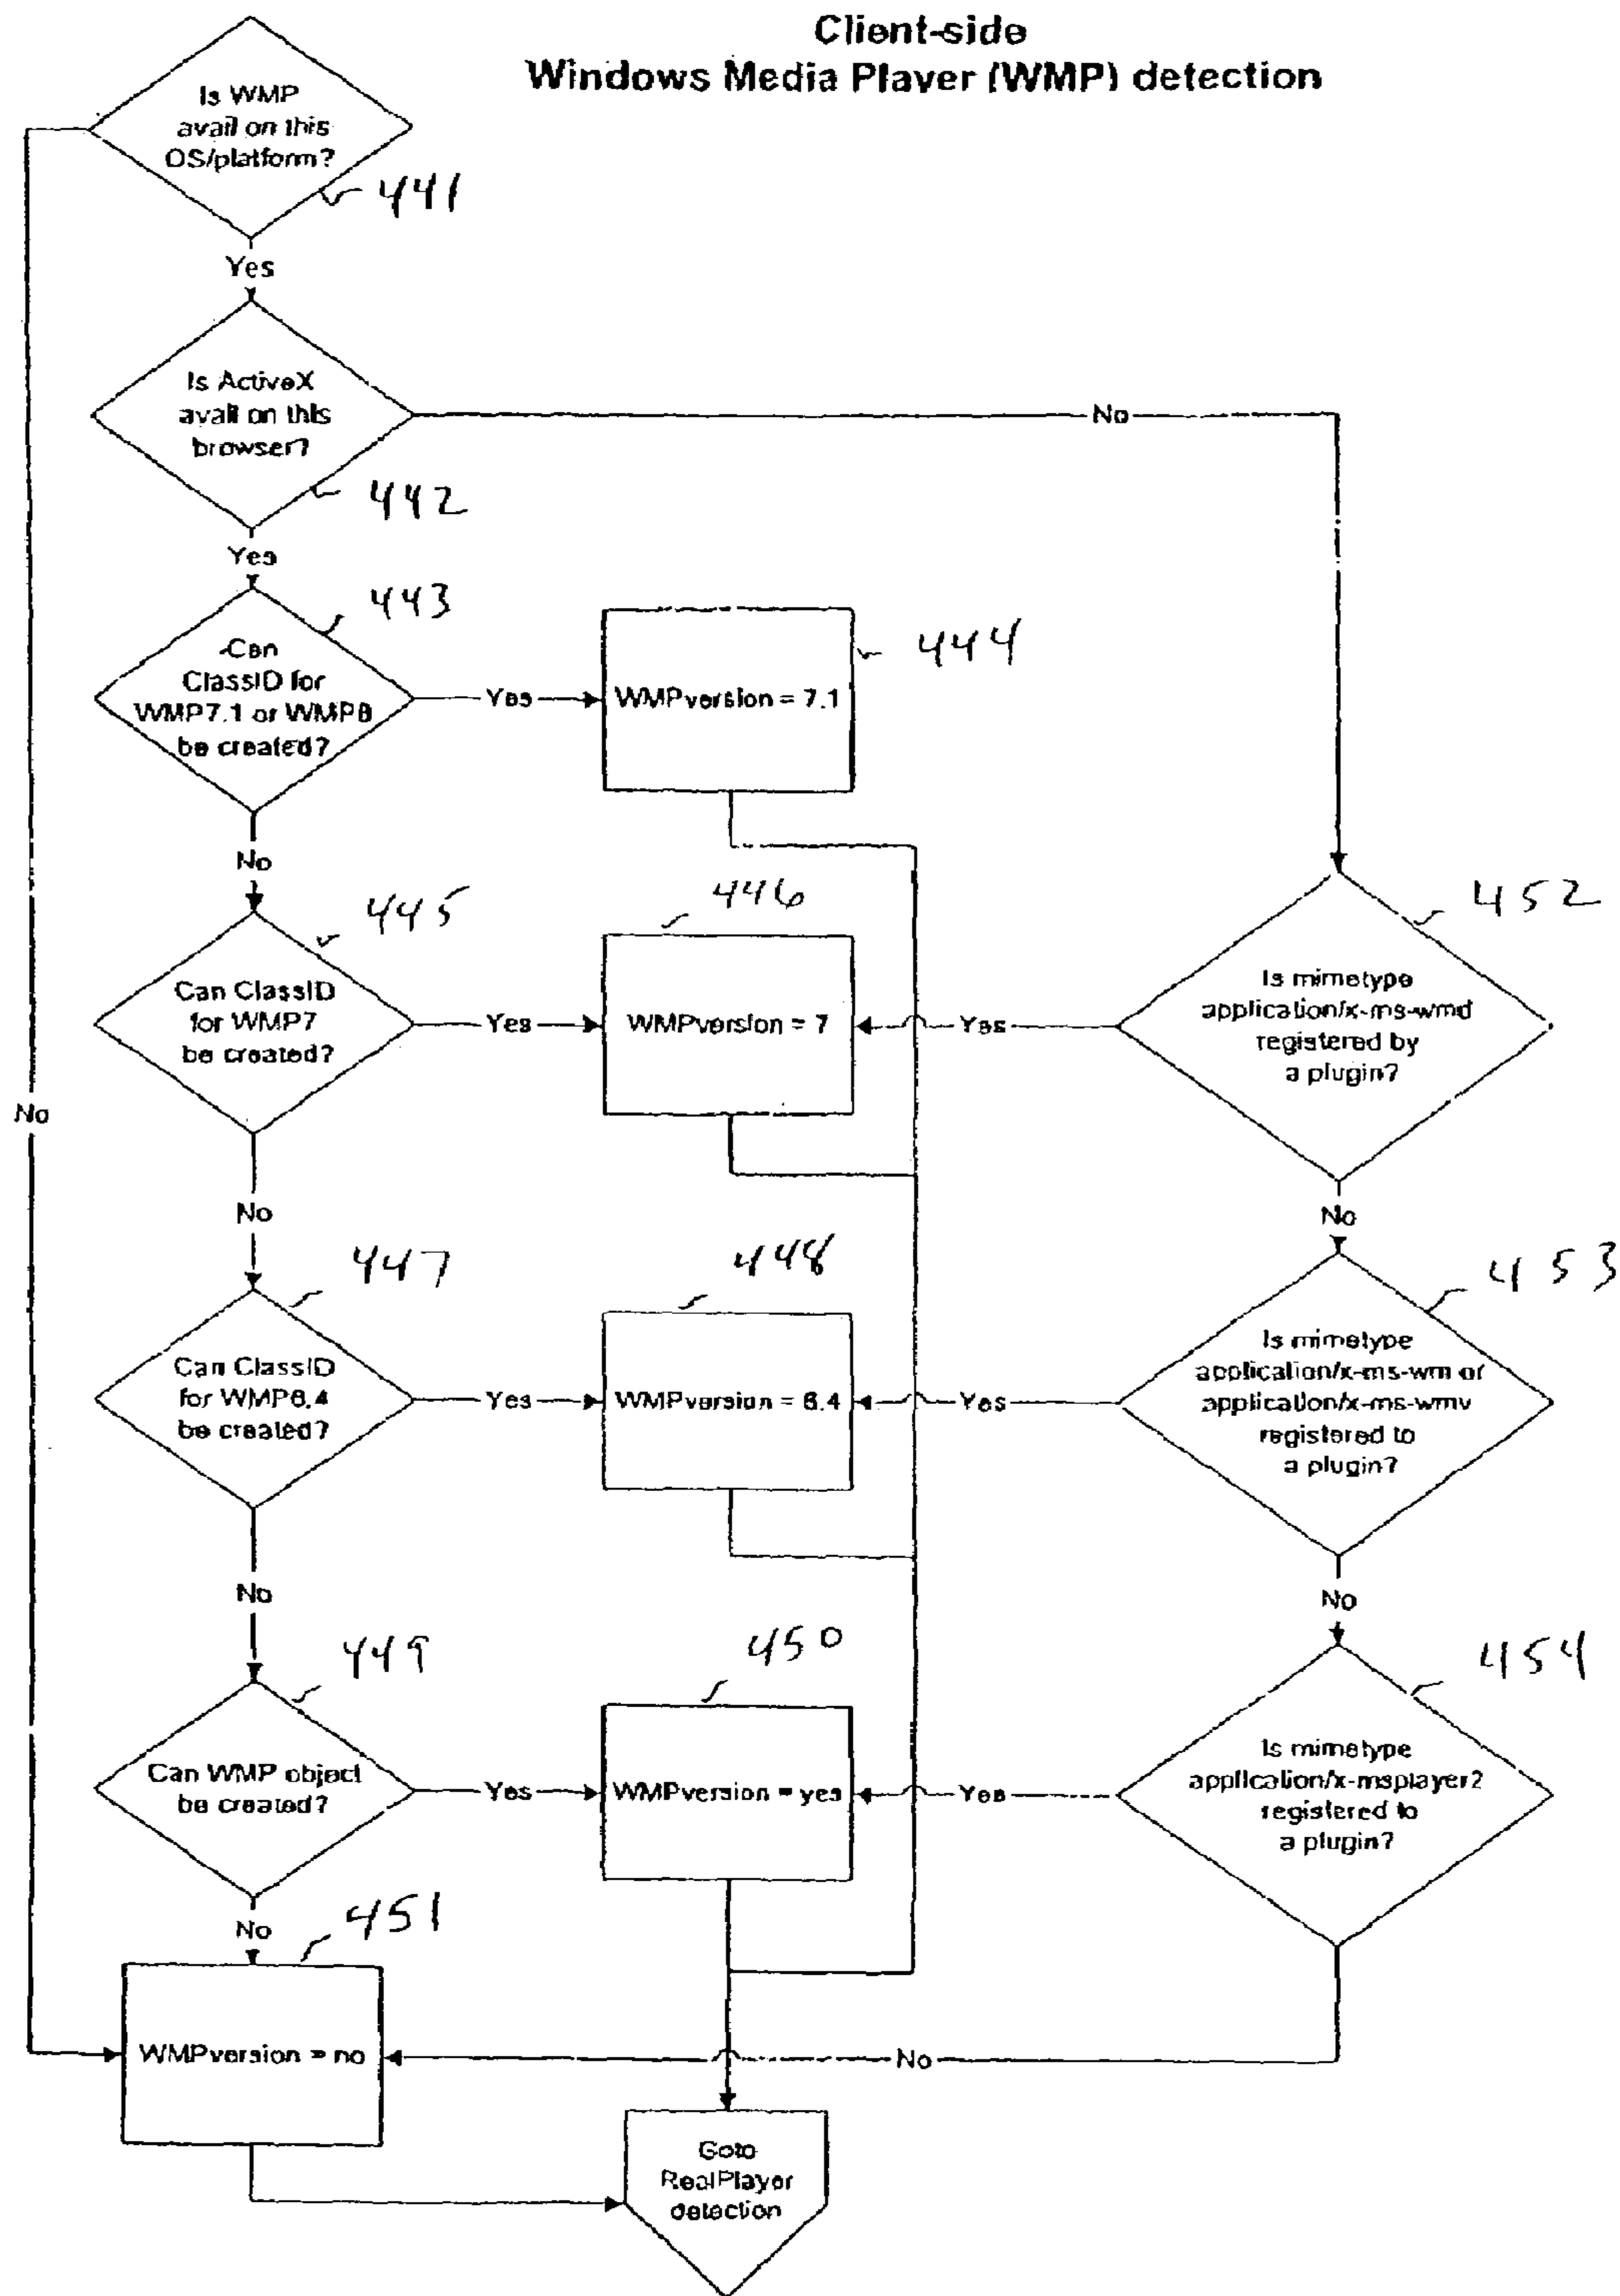 Client-side
Windows Media Player (WMP) detection
Is WMP
avail on this
OS/platform?
441
Yes
Is ActiveX
avail on this
browser?
No
442
Yes
443
Can
ClassID for
WMP7.1 or WMP8
be created?
Yes
WMPversion = 7.1
444
No
445
Can ClassID
for WMP7
be created?
Yes
446
WMPversion = 7
Yes
452
Is mimetype
application/x-ms-wmd
registered by
a plugin?
No
No
No
447
Can ClassID
for WMP6.4
be created?
Yes
448
WMPversion = 6.4
Yes
453
Is mimetype
application/x-ms-wm or
application/x-ms-wmv
registered to
a plugin?
No
No
449
Can WMP object
be created?
Yes
450
WMPversion = yes
Yes
454
Is mimetype
application/x-msplayer2
registered to
a plugin?
No
451
WMPversion = no
No
Goto
RealPlayer
detection